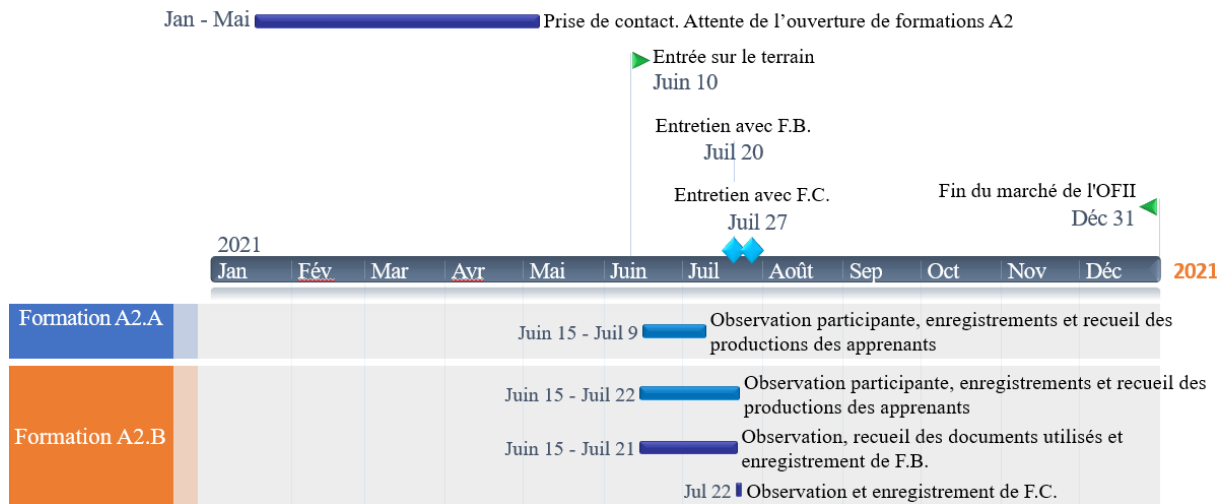 Jan - Mai Prise de contact. Attente de l’ouverture de formations A2
Entrée sur le terrain
Juin 10
Entretien avec F.B.
Juil 20
Entretien avec F.C.
Juil 27
Fin du marché de l'OFII
Déc 31
2021
Jan Fév Mar Avr Mai Juin Juil Août Sep Oct Nov Déc 2021
Formation A2.A
Juin 15 - Juil 9 Observation participante, enregistrements et recueil des
productions des apprenants
Formation A2.B
Juin 15 - Juil 22 Observation participante, enregistrements et recueil des
productions des apprenants
Juin 15 - Juil 21 Observation, recueil des documents utilisés et
enregistrement de F.B.
Jul 22 Observation et enregistrement de F.C.